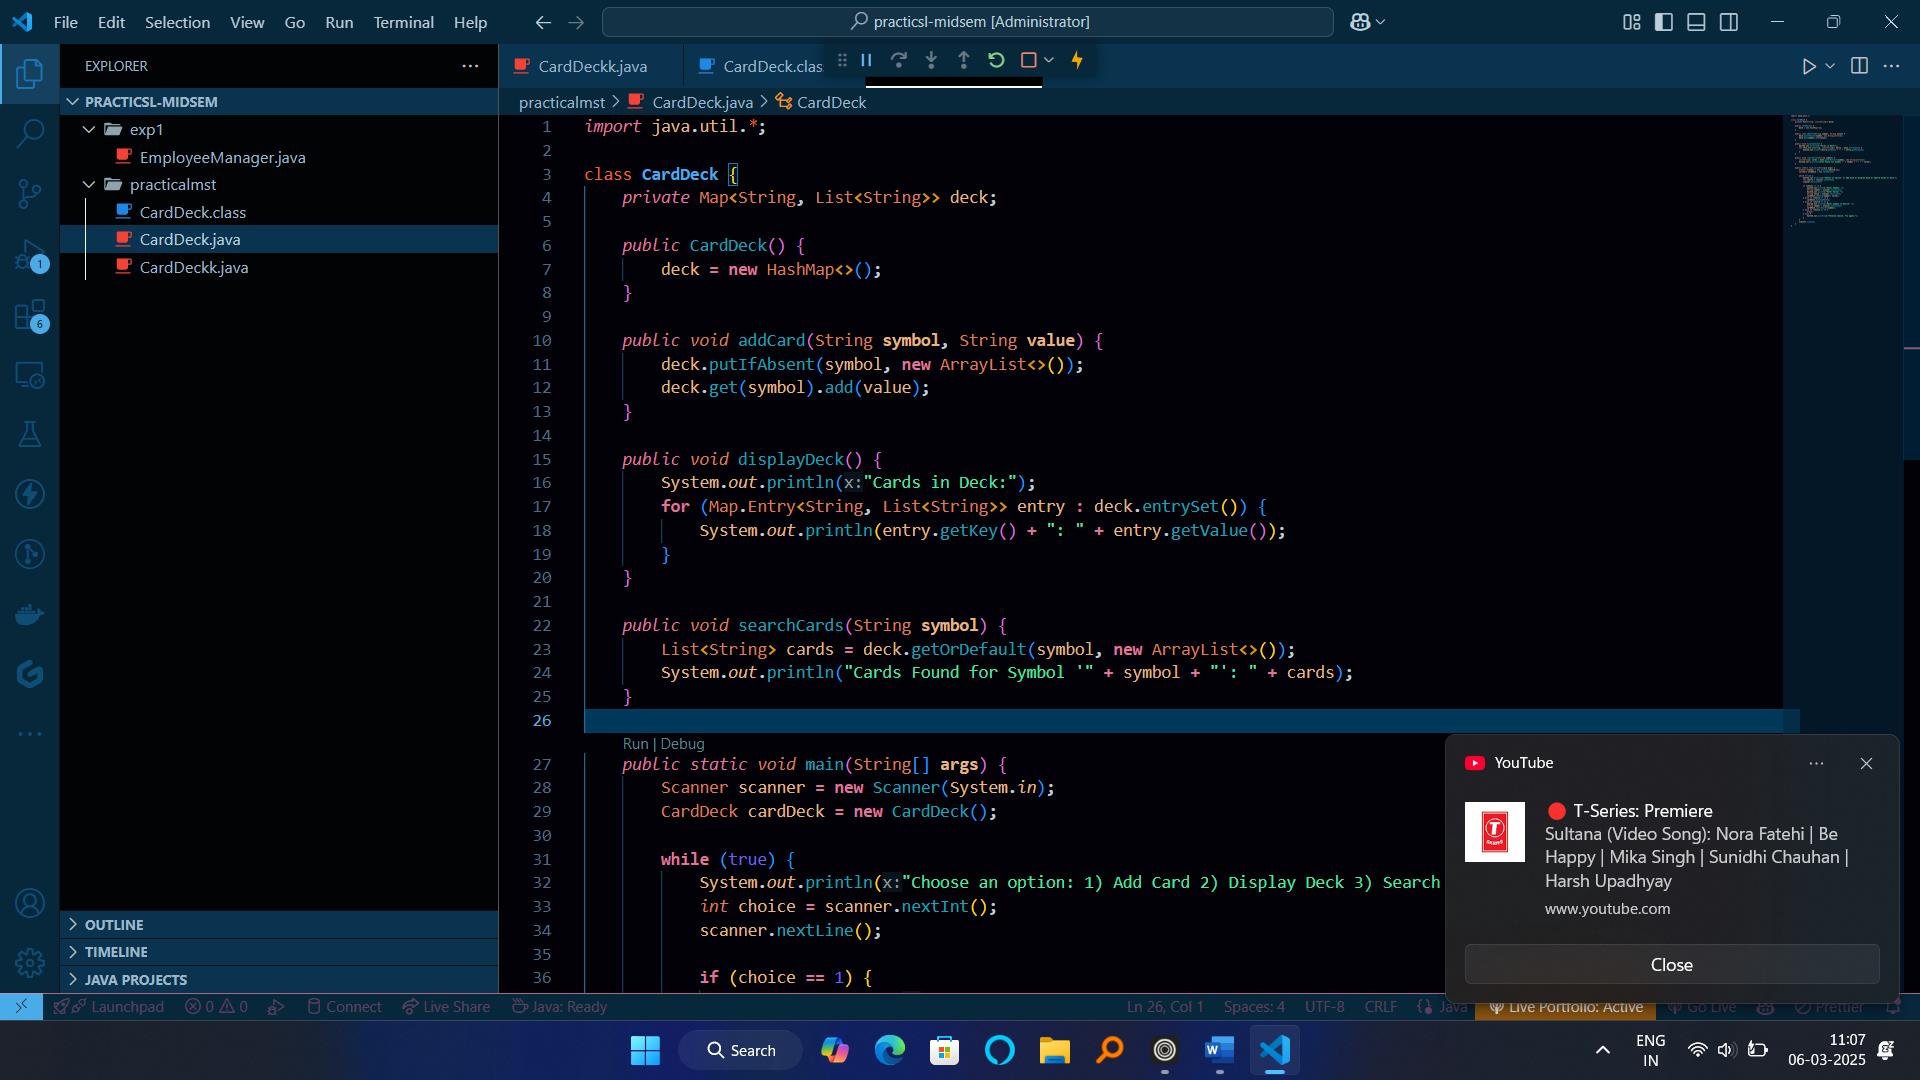 File Edit Selection View Go Run Terminal Help
practicsl-midsem [Administrator]
EXPLORER
PRACTICSL-MIDSEM
exp1
EmployeeManager.java
practicalmst
CardDeck.class
CardDeck.java
CardDeckk.java
OUTLINE
TIMELINE
JAVA PROJECTS
1
6
CardDeckk.java
CardDeck.clas
practicalmst > CardDeck.java > CardDeck
1 import java.util.*;
2
3 class CardDeck {
4 private Map<String, List<String>> deck;
5
6 public CardDeck() {
7 deck = new HashMap<>();
8 }
9
10 public void addCard(String symbol, String value) {
11 deck.putIfAbsent(symbol, new ArrayList<>());
12 deck.get(symbol).add(value);
13 }
14
15 public void displayDeck() {
16 System.out.println(x:"Cards in Deck:");
17 for (Map.Entry<String, List<String>> entry : deck.entrySet()) {
18 System.out.println(entry.getKey() + ": " + entry.getValue());
19 }
20 }
21
22 public void searchCards(String symbol) {
23 List<String> cards = deck.getOrDefault(symbol, new ArrayList<>());
24 System.out.println("Cards Found for Symbol '" + symbol + "': " + cards);
25 }
26
Run | Debug
27 public static void main(String[] args) {
28 Scanner scanner = new Scanner(System.in);
29 CardDeck cardDeck = new CardDeck();
30
31 while (true) {
32 System.out.println(x:"Choose an option: 1) Add Card 2) Display Deck 3) Search
33 int choice = scanner.nextInt();
34 scanner.nextLine();
35
36 if (choice == 1) {
YouTube
T-Series: Premiere
Sultana (Video Song): Nora Fatehi | Be
Happy | Mika Singh | Sunidhi Chauhan |
Harsh Upadhyay
www.youtube.com
Close
Launchpad 0 0 Connect Live Share Java: Ready
Ln 26, Col 1 Spaces: 4 UTF-8 CRLF {} Java Live Portfolio: Active Go Live Prettier
Search
ENG
IN
11:07
06-03-2025